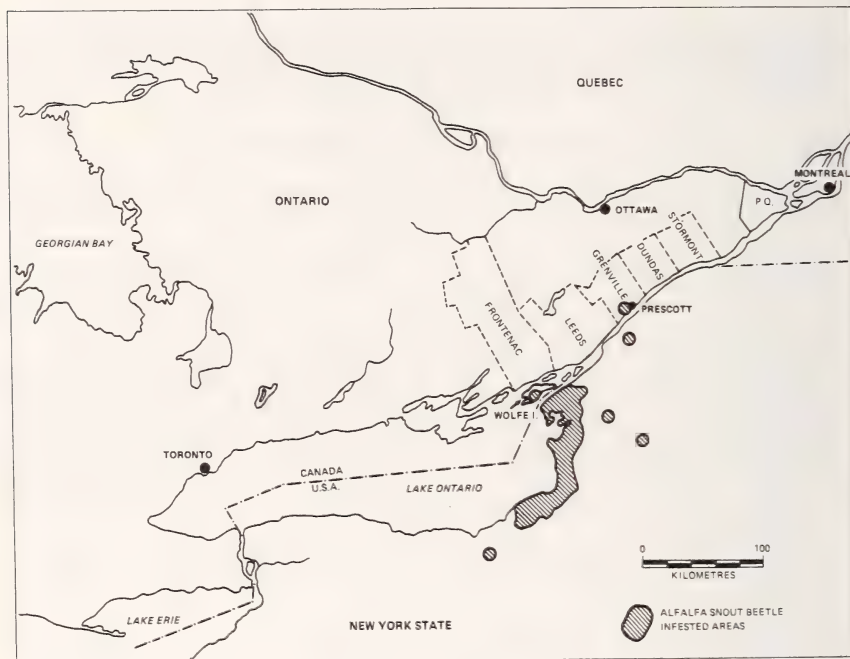 QUEBEC
MONTREAL
P.Q.
ONTARIO
OTTAWA
GEORGIAN BAY
STORMONT
DUNDAS
GRENVILLE
PRESCOTT
FRONTENAC
LEEDS
WOLFE I.
TORONTO
CANADA
U.S.A.
LAKE ONTARIO
0 100
KILOMETRES
LAKE ERIE
NEW YORK STATE
ALFALFA SNOUT BEETLE
INFESTED AREAS